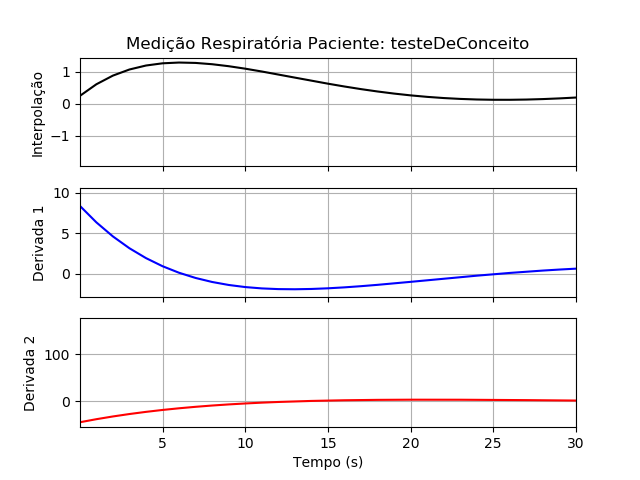 Medição Respiratória Paciente: testeDeConceito
Interpolação
1
0
−1
Derivada 1
10
5
0
Derivada 2
100
0
5 10 15 20 25 30
Tempo (s)